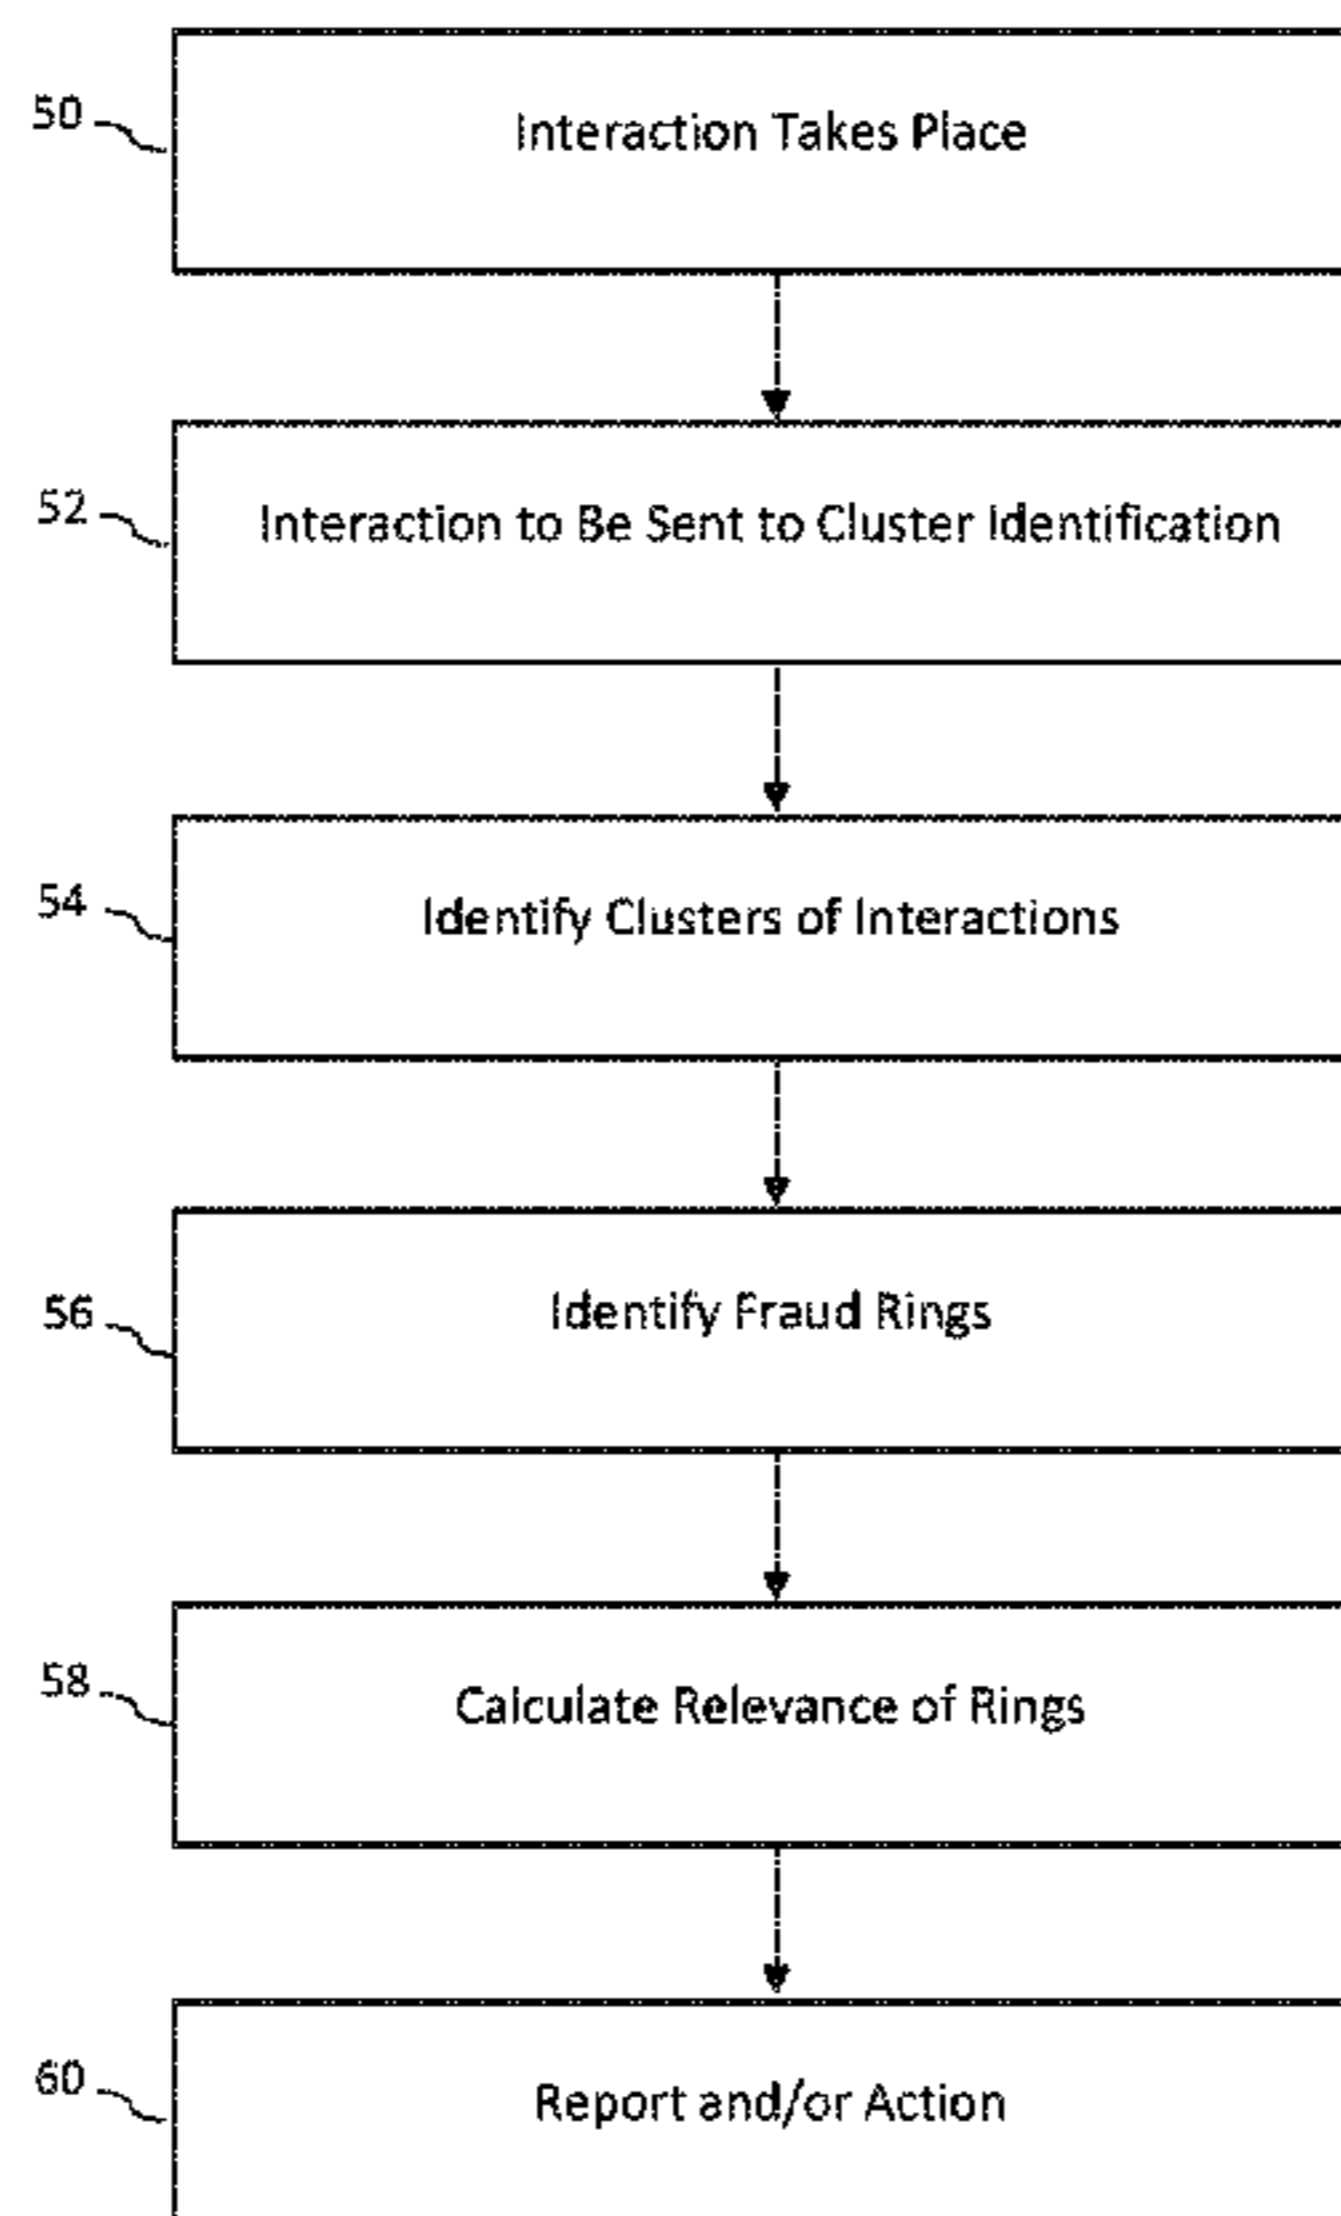 50
Interaction Takes Place
52
Interaction to Be Sent to Cluster Identification
54
Identify Clusters of Interactions
56
Identify Fraud Rings
58
Calculate Relevance of Rings
60
Report and/or Action